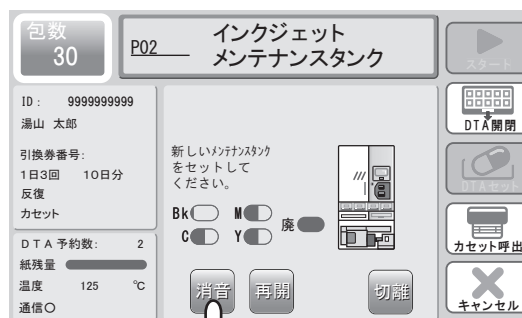 包数
30
P02
インクジェット
メンテナンスタンク
スタート
ID： 9999999999
湯山 太郎
引換券番号：
1日3回 10日分
反復
カセット
DTA予約数： 2
紙残量
温度 125 ℃
通信○
新しいﾒﾝﾃﾅﾝｽﾀﾝｸ
をセットして
ください。
Bk M
C Y 廃
消音 再開 切離
DTA開閉
DTAセット
カセット呼出
キャンセル